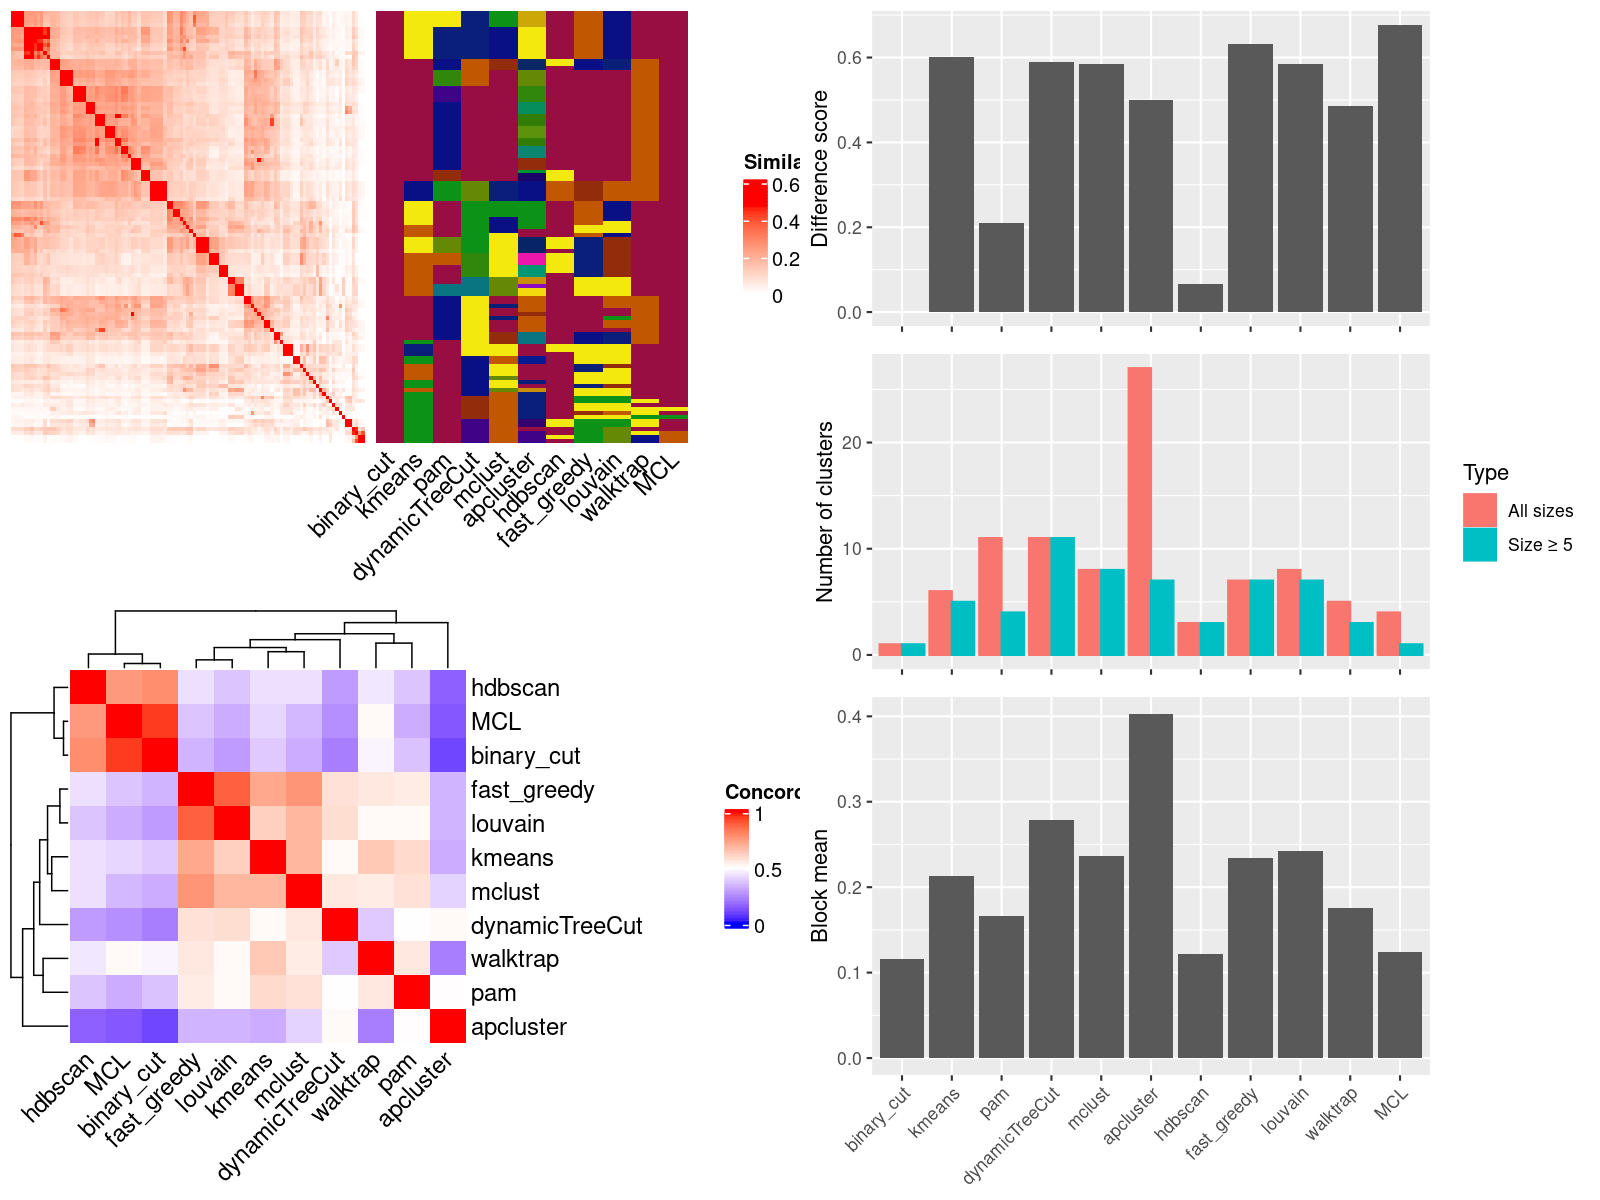 Simila
0.6
0.4
0.2
0
binary_cut
kmeans
pam
dynamicTreeCut
mclust
apcluster
hdbscan
fast_greedy
louvain
walktrap
MCL
hdbscan
MCL
binary_cut
fast_greedy
louvain
kmeans
mclust
dynamicTreeCut
walktrap
pam
apcluster
hdbscan
MCL
binary_cut
fast_greedy
louvain
kmeans
mclust
dynamicTreeCut
walktrap
pam
apcluster
Concord
1
0.5
0
Difference score
0.6
0.4
0.2
0.0
Number of clusters
20
10
0
Type
All sizes
Size ≥ 5
Block mean
0.4
0.3
0.2
0.1
0.0
binary_cut
kmeans
pam
dynamicTreeCut
mclust
apcluster
hdbscan
fast_greedy
louvain
walktrap
MCL